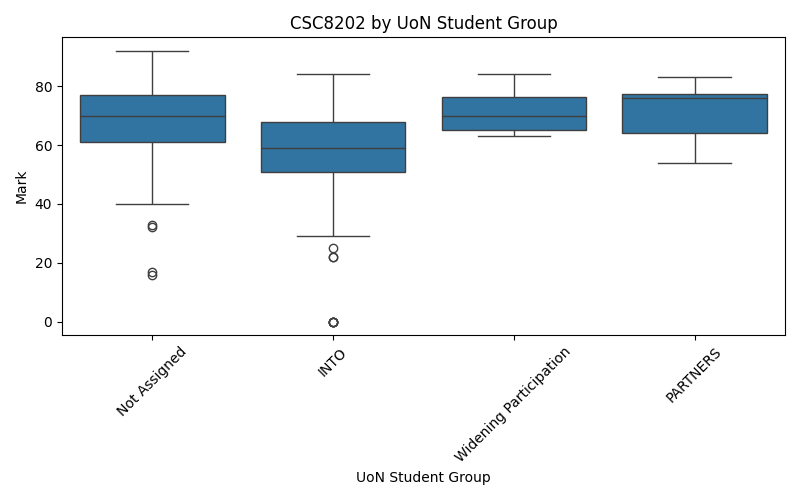 CSC8202 by UoN Student Group
Mark
80
60
40
20
0
Not Assigned
INTO
Widening Participation
PARTNERS
UoN Student Group